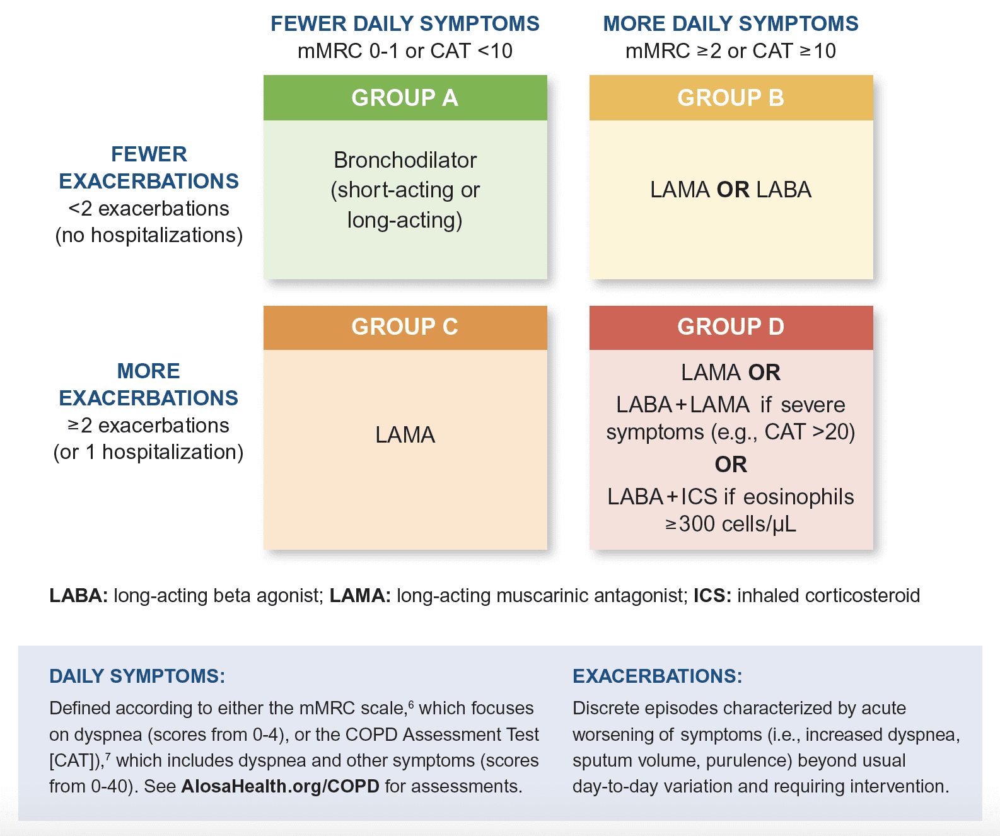 FEWER DAILY SYMPTOMS
mMRC 0-1 or CAT <10
MORE DAILY SYMPTOMS
mMRC ≥2 or CAT ≥10
FEWER
EXACERBATIONS
<2 exacerbations
(no hospitalizations)
GROUP A
Bronchodilator
(short-acting or
long-acting)
GROUP B
LAMA OR LABA
MORE
EXACERBATIONS
≥2 exacerbations
(or 1 hospitalization)
GROUP C
LAMA
GROUP D
LAMA OR
LABA+LAMA if severe
symptoms (e.g., CAT >20)
OR
LABA+ICS if eosinophils
≥300 cells/µL
LABA: long-acting beta agonist; LAMA: long-acting muscarinic antagonist; ICS: inhaled corticosteroid
DAILY SYMPTOMS:
Defined according to either the mMRC scale,⁶ which focuses
on dyspnea (scores from 0-4), or the COPD Assessment Test
[CAT]),⁷ which includes dyspnea and other symptoms (scores
from 0-40). See AlosaHealth.org/COPD for assessments.
EXACERBATIONS:
Discrete episodes characterized by acute
worsening of symptoms (i.e., increased dyspnea,
sputum volume, purulence) beyond usual
day-to-day variation and requiring intervention.